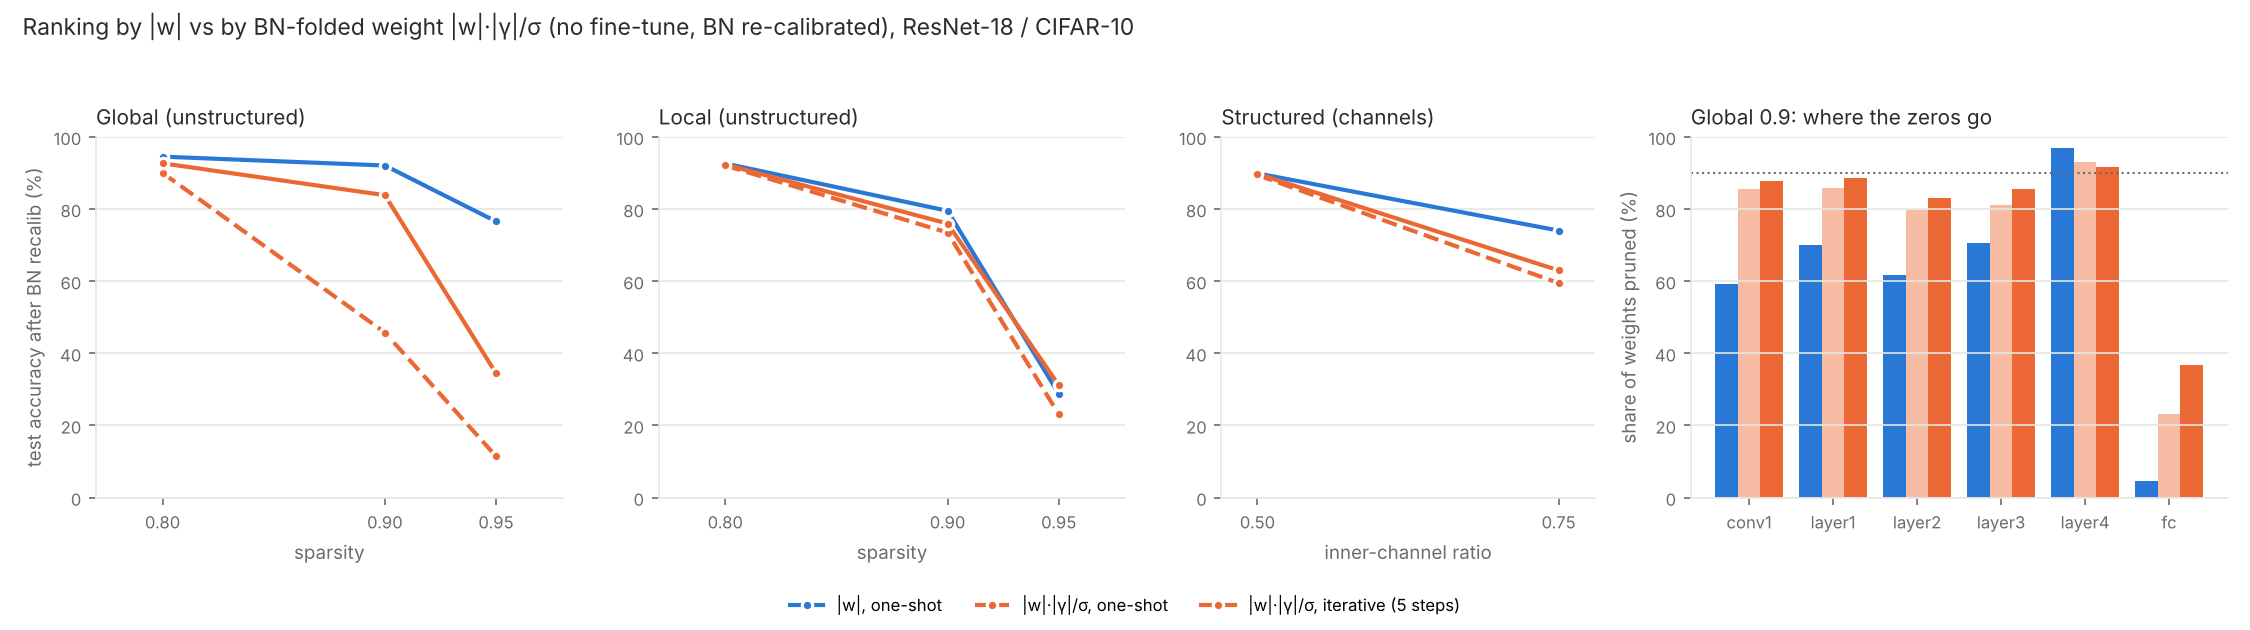 Ranking by |w| vs by BN-folded weight |w|·|γ|/σ (no fine-tune, BN re-calibrated), ResNet-18 / CIFAR-10
Global (unstructured)
test accuracy after BN recalib (%)
100
80
60
40
20
0
0.80
0.90
0.95
sparsity
Local (unstructured)
100
80
60
40
20
0
0.80
0.90
0.95
sparsity
Structured (channels)
100
80
60
40
20
0
0.50
0.75
inner-channel ratio
Global 0.9: where the zeros go
share of weights pruned (%)
100
80
60
40
20
0
conv1
layer1
layer2
layer3
layer4
fc
|w|, one-shot
|w|·|γ|/σ, one-shot
|w|·|γ|/σ, iterative (5 steps)